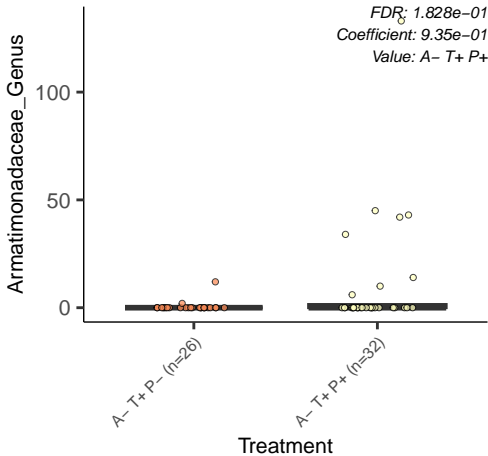 FDR: 1.828e−01
Coefficient: 9.35e−01
Value: A− T+ P+
Armatimonadaceae_Genus
100
50
0
A− T+ P− (n=26)
A− T+ P+ (n=32)
Treatment